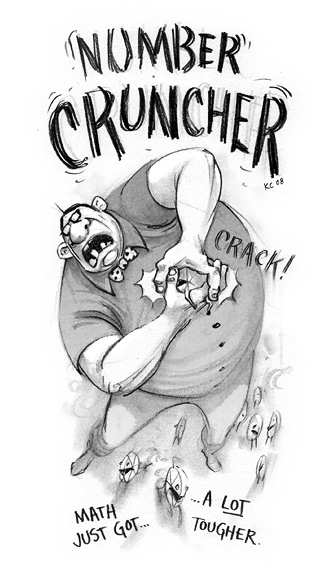 NUMBER
CRUNCHER
KC 08
CRACK!
MATH
JUST GOT...
...A LOT
TOUGHER.